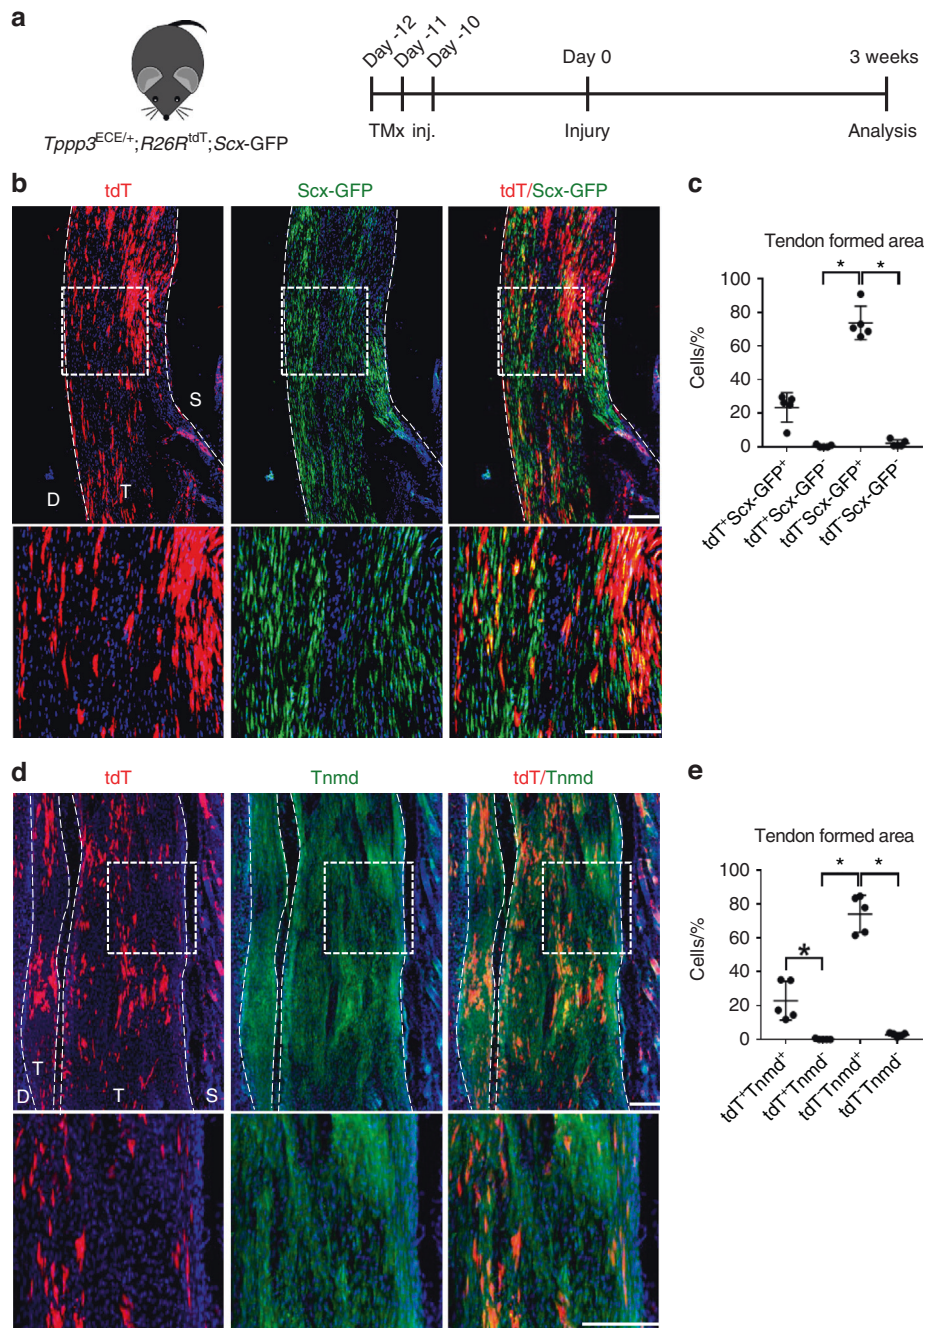 a
Day -12
Day -11
Day -10
Day 0
3 weeks
TMx inj.
Injury
Analysis
Tppp3ECE/+;R26RtdT;Scx-GFP
b
tdT
Scx-GFP
tdT/Scx-GFP
S
D
T
c
Tendon formed area
*
*
100
80
60
40
20
0
Cells/%
tdT+Scx-GFP+
tdT+Scx-GFP-
tdT-Scx-GFP+
tdT-Scx-GFP-
d
tdT
Tnmd
tdT/Tnmd
T
D
T
S
e
Tendon formed area
*
*
*
100
80
60
40
20
0
Cells/%
tdT+Tnmd+
tdT+Tnmd-
tdT-Tnmd+
tdT-Tnmd-